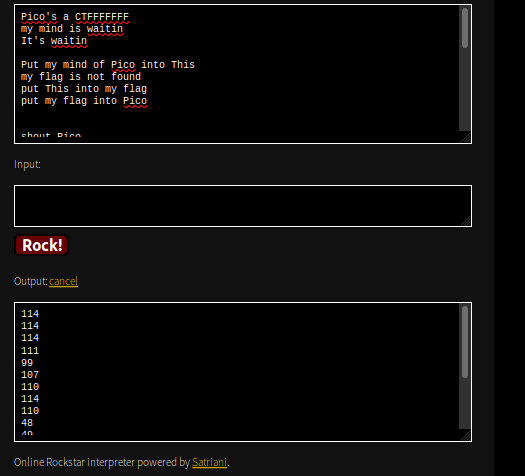 Pico's a CTFFFFFFF
my mind is waitin
It's waitin
Put my mind of Pico into This
my flag is not found
put This into my flag
put my flag into Pico
shout Pico
Input:
Rock!
Output: cancel
114
114
114
111
99
107
110
114
110
48
49
Online Rockstar interpreter powered by Satriani.